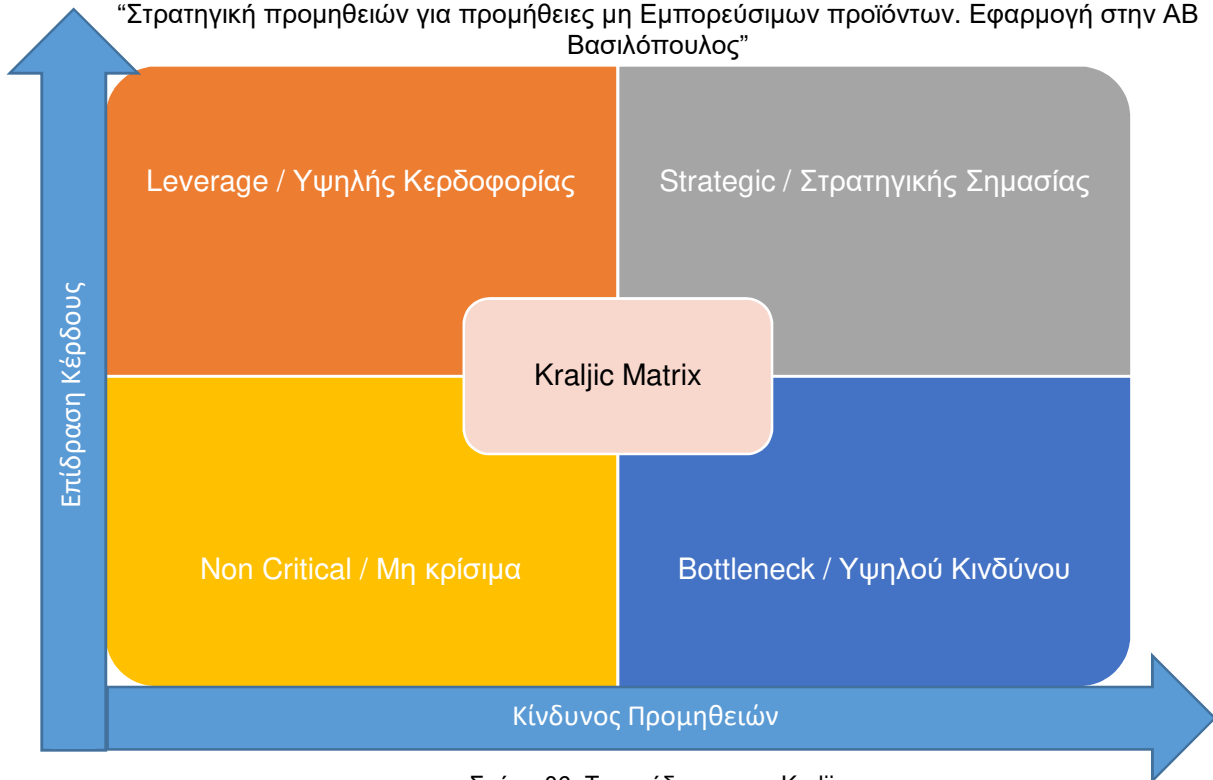 “Στρατηγική προμηθειών για προμήθειες μη Εμπορεύσιμων προϊόντων. Εφαρμογή στην ΑΒ
Βασιλόπουλος”
Leverage / Υψηλής Κερδοφορίας
Strategic / Στρατηγικής Σημασίας
Επίδραση Κέρδους
Kraljic Matrix
Non Critical / Μη κρίσιμα
Bottleneck / Υψηλού Κινδύνου
Κίνδυνος Προμηθειών